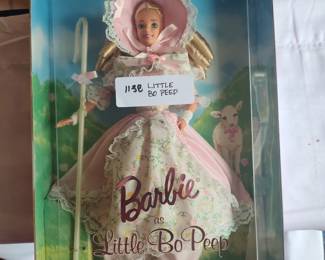 1138 LITTLE
BO PEEP
Barbie
as
Little Bo Peep